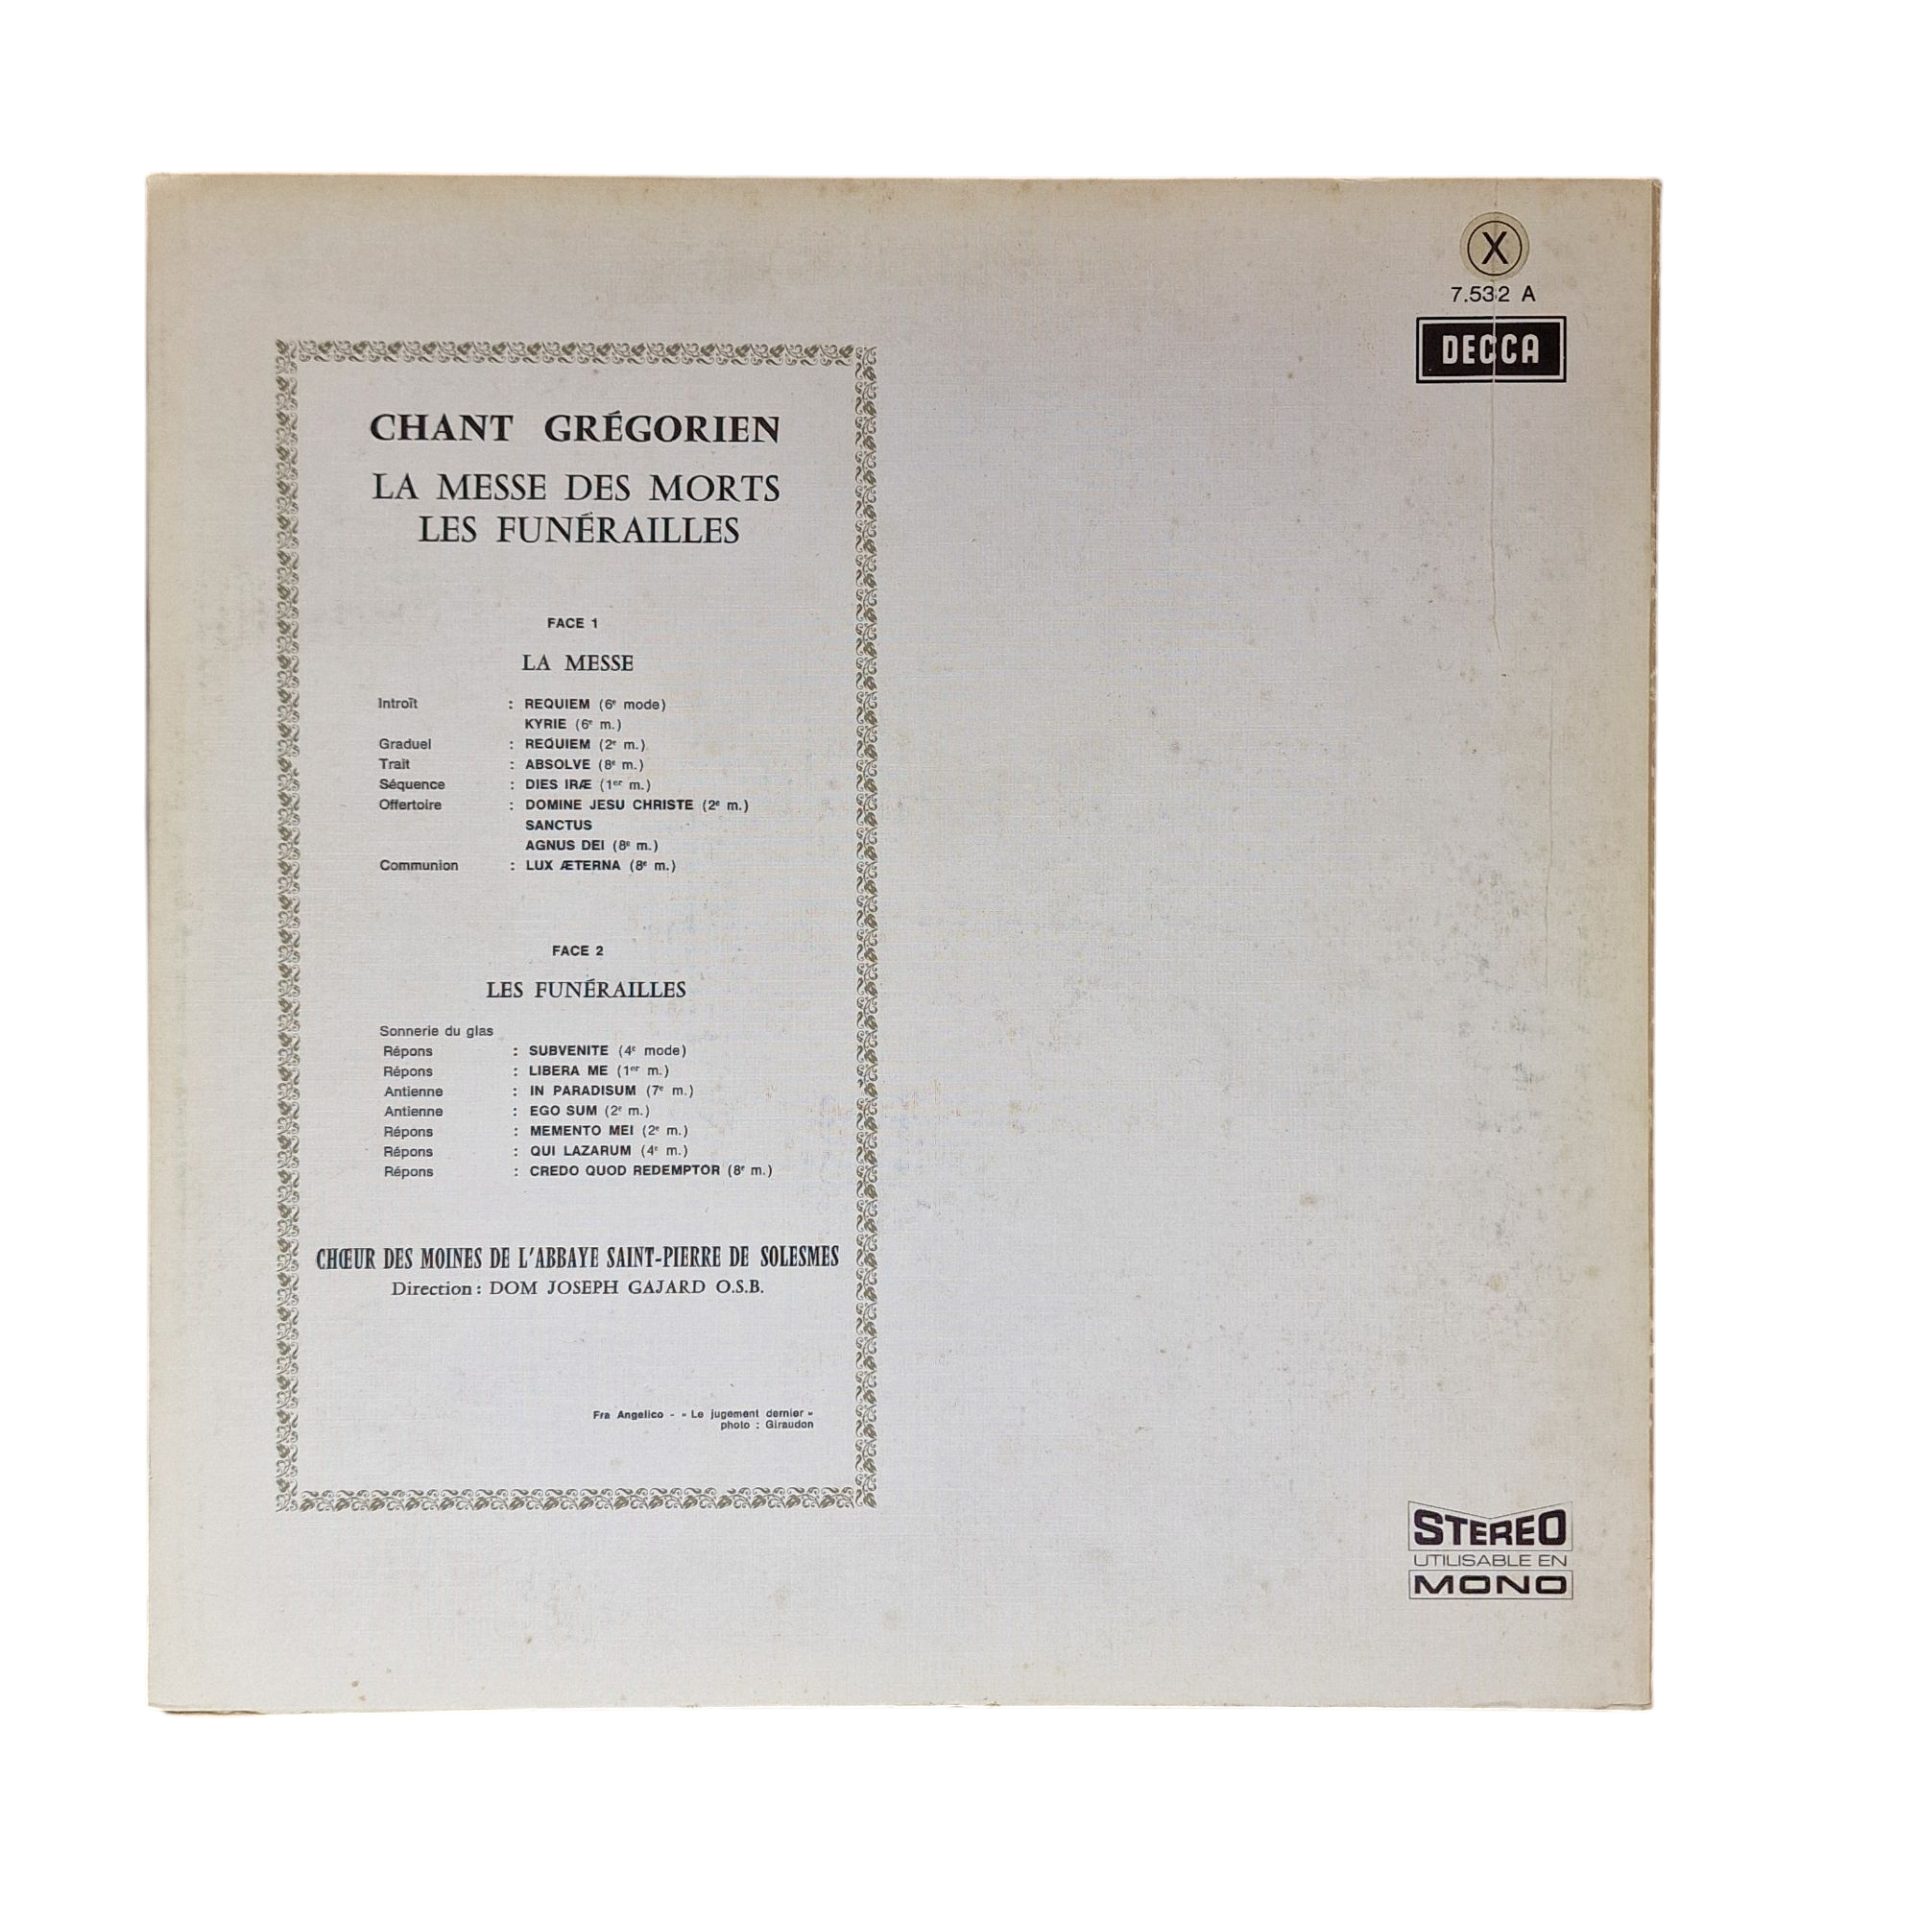 X
7.532 A
DECCA
CHANT GRÉGORIEN
LA MESSE DES MORTS
LES FUNÉRAILLES
FACE 1
LA MESSE
Introït : REQUIEM (6e mode)
KYRIE (6e m.)
Graduel : REQUIEM (2e m.)
Trait : ABSOLVE (8e m.)
Séquence : DIES IRÆ (1er m.)
Offertoire : DOMINE JESU CHRISTE (2e m.)
SANCTUS
AGNUS DEI (8e m.)
Communion : LUX ÆTERNA (8e m.)
FACE 2
LES FUNÉRAILLES
Sonnerie du glas
Répons : SUBVENITE (4e mode)
Répons : LIBERA ME (1er m.)
Antienne : IN PARADISUM (7e m.)
Antienne : EGO SUM (2e m.)
Répons : MEMENTO MEI (2e m.)
Répons : QUI LAZARUM (4e m.)
Répons : CREDO QUOD REDEMPTOR (8e m.)
CHŒUR DES MOINES DE L'ABBAYE SAINT-PIERRE DE SOLESMES
Direction : DOM JOSEPH GAJARD O.S.B.
Fra Angelico - « Le jugement dernier »
photo : Giraudon
STEREO
UTILISABLE EN
MONO